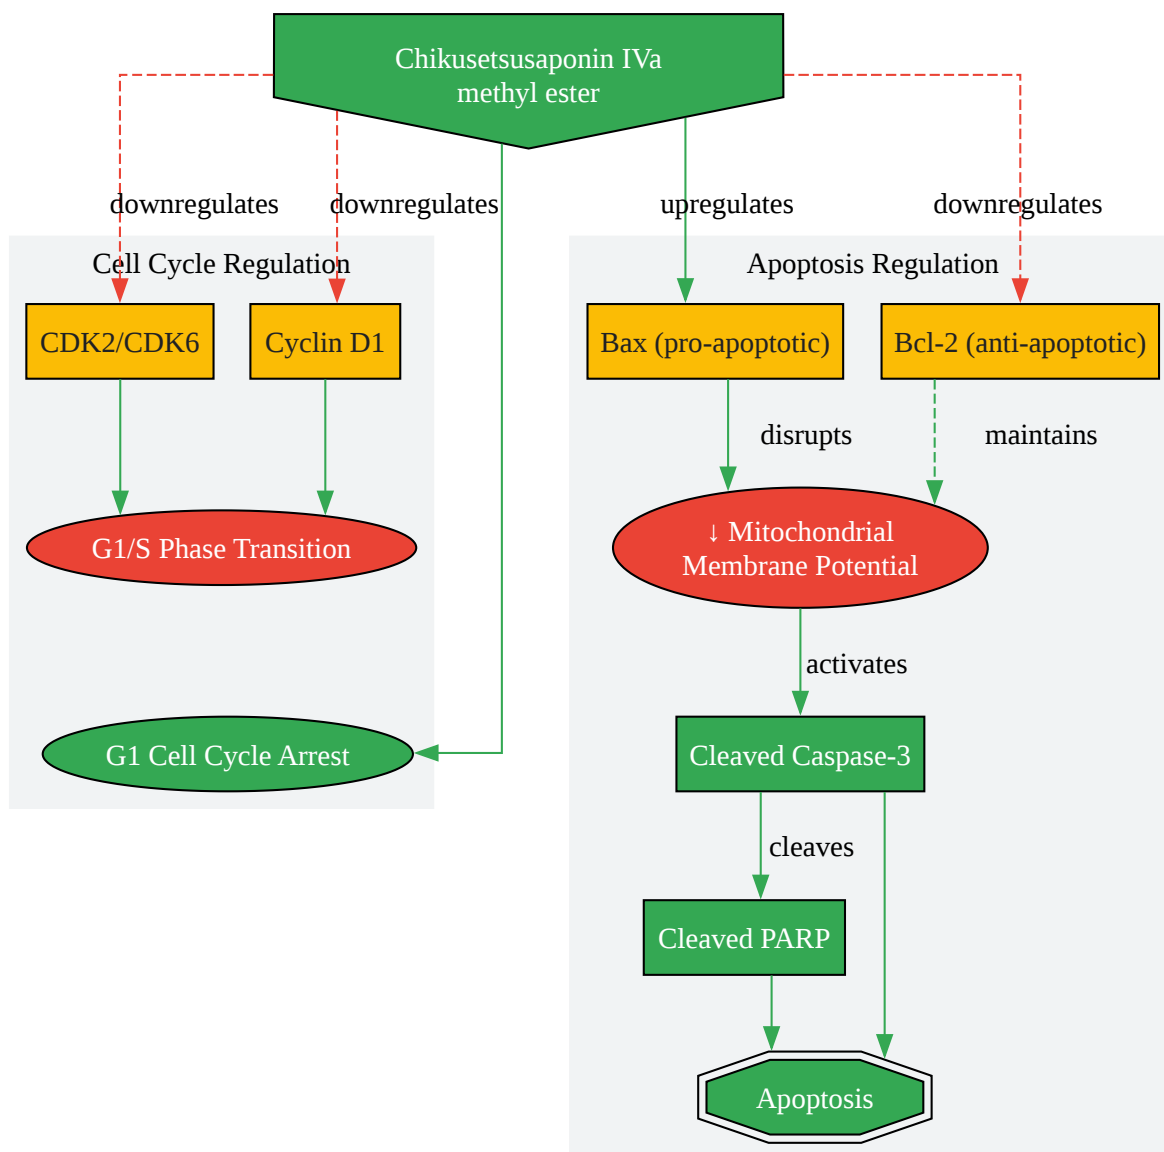 Chikusetsusaponin IVa
methyl ester
downregulates
downregulates
upregulates
downregulates
Cell Cycle Regulation
Apoptosis Regulation
CDK2/CDK6
Cyclin D1
Bax (pro-apoptotic)
Bcl-2 (anti-apoptotic)
disrupts
maintains
G1/S Phase Transition
↓ Mitochondrial
Membrane Potential
activates
G1 Cell Cycle Arrest
Cleaved Caspase-3
cleaves
Cleaved PARP
Apoptosis